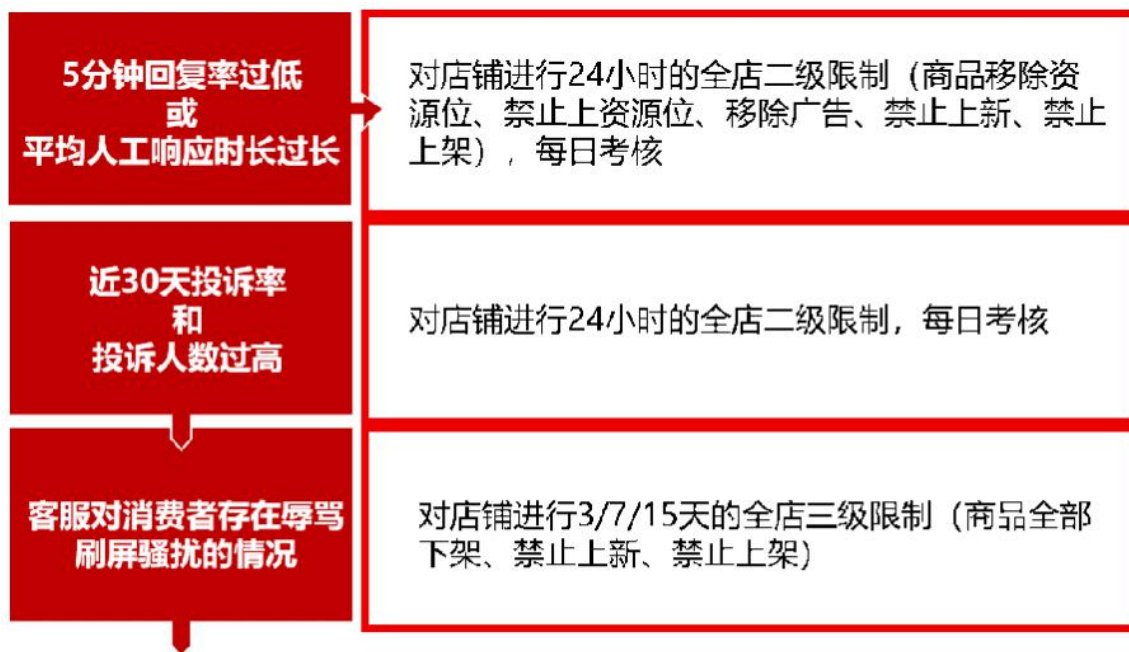 5分钟回复率过低
或
平均人工响应时长过长
对店铺进行24小时的全店二级限制（商品移除资
源位、禁止上资源位、移除广告、禁止上新、禁止
上架），每日考核
近30天投诉率
和
投诉人数过高
对店铺进行24小时的全店二级限制，每日考核
客服对消费者存在辱骂
刷屏骚扰的情况
对店铺进行3/7/15天的全店三级限制（商品全部
下架、禁止上新、禁止上架）